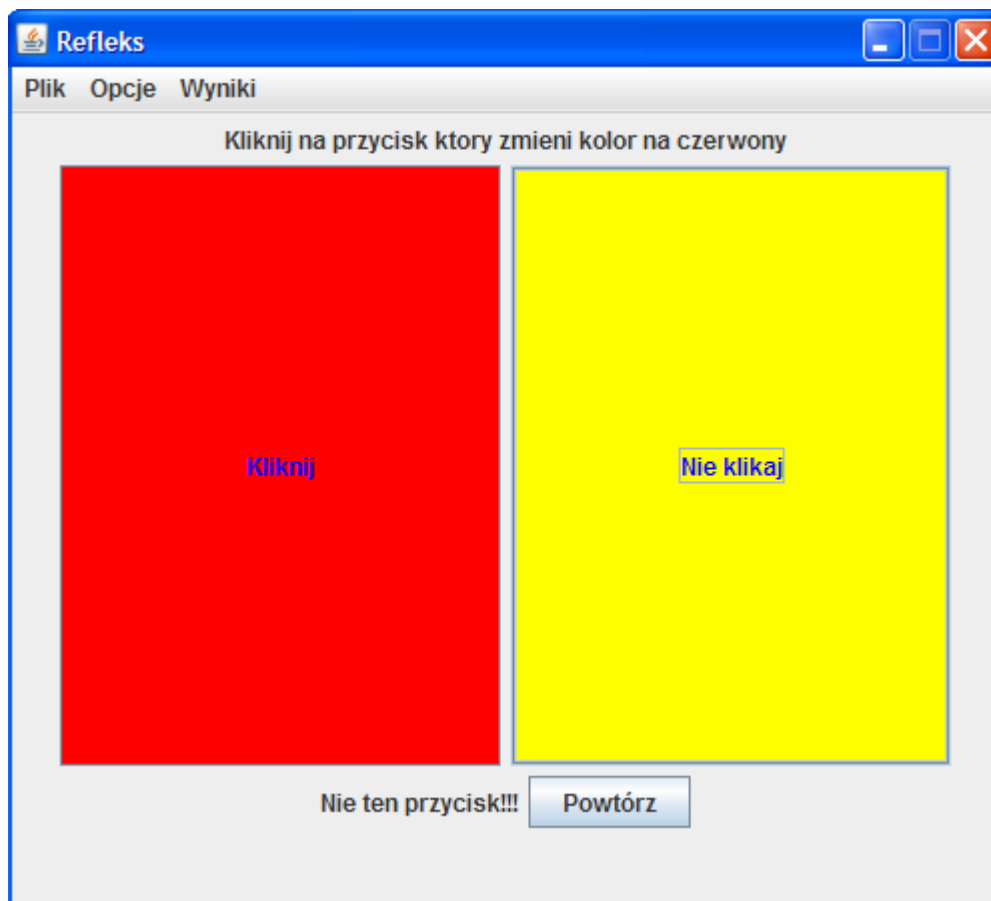 Refleks
Plik Opcje Wyniki
Kliknij na przycisk ktory zmieni kolor na czerwony
Kliknij
Nie klikaj
Nie ten przycisk!!! Powtórz